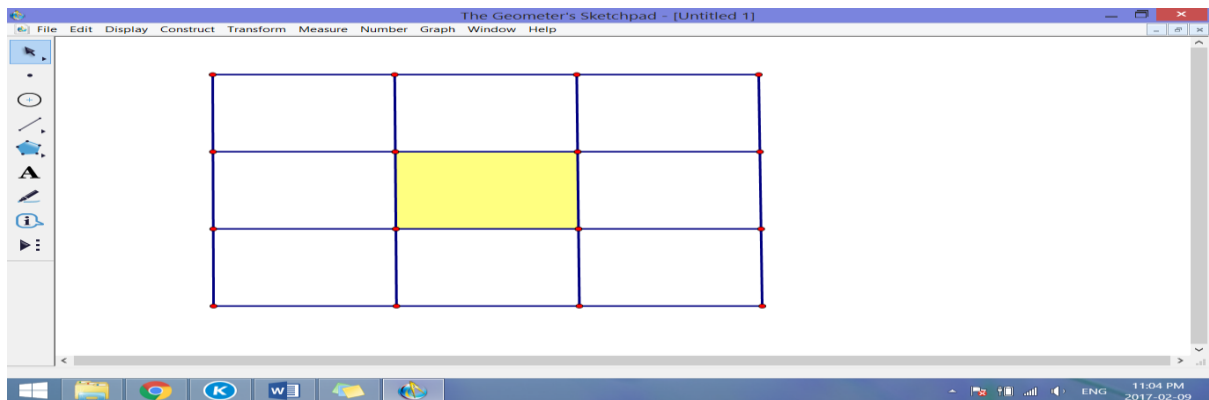 The Geometer's Sketchpad - [Untitled 1]
File Edit Display Construct Transform Measure Number Graph Window Help
A
K
W
ENG
11:04 PM
2017-02-09